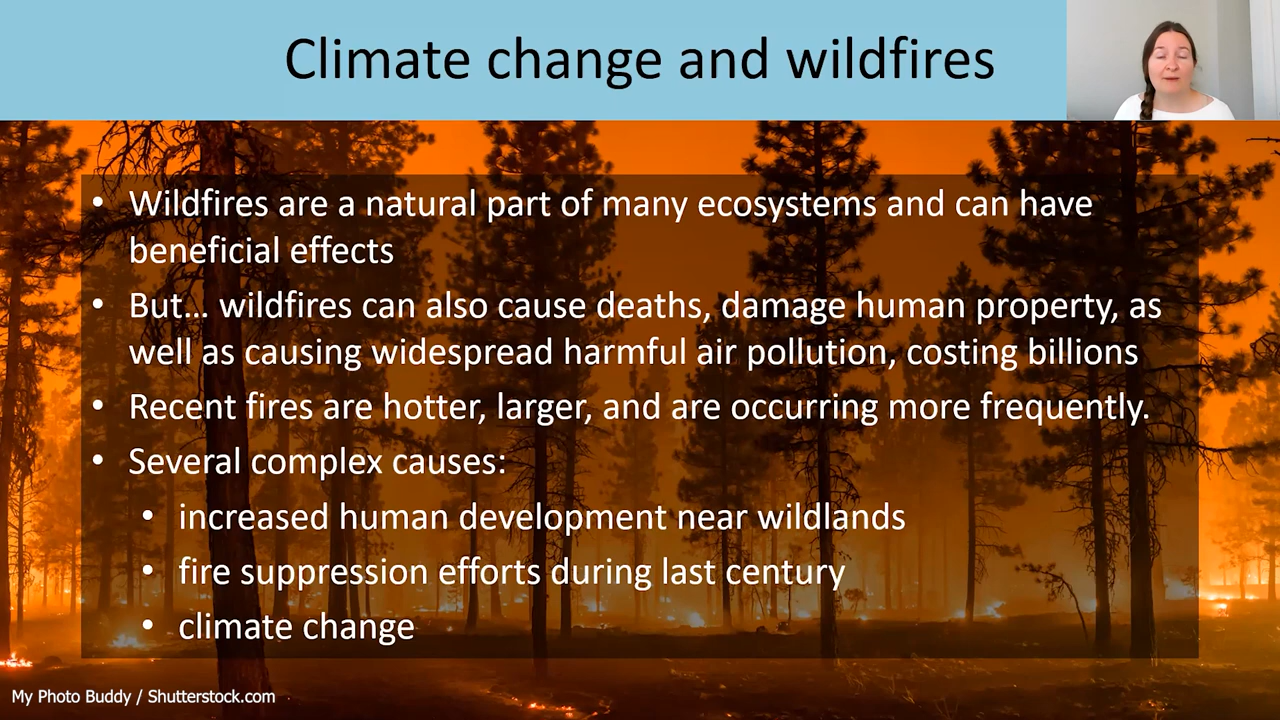 Climate change and wildfires
• Wildfires are a natural part of many ecosystems and can have
beneficial effects
• But... wildfires can also cause deaths, damage human property, as
well as causing widespread harmful air pollution, costing billions
• Recent fires are hotter, larger, and are occurring more frequently.
• Several complex causes:
• increased human development near wildlands
• fire suppression efforts during last century
• climate change
My Photo Buddy / Shutterstock.com